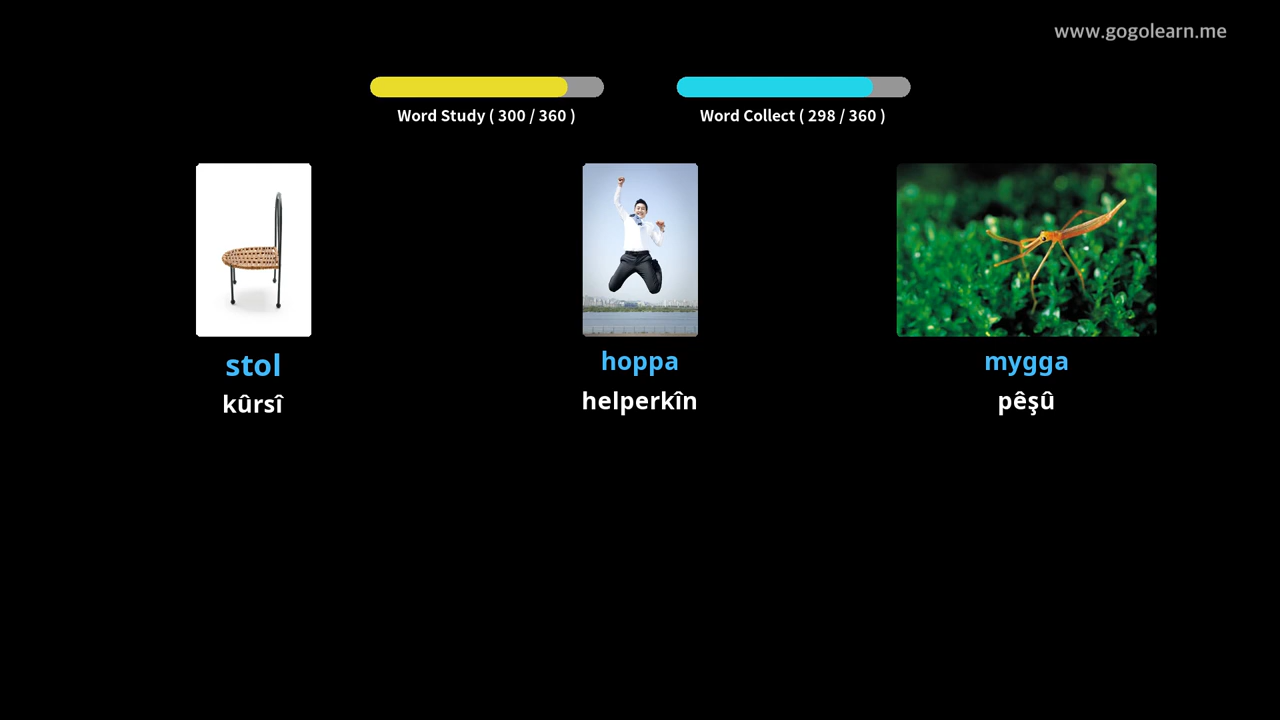 www.gogolearn.me
Word Study ( 300 / 360 )
Word Collect ( 298 / 360 )
stol
hoppa
mygga
kûrsî
helperkîn
pêşû